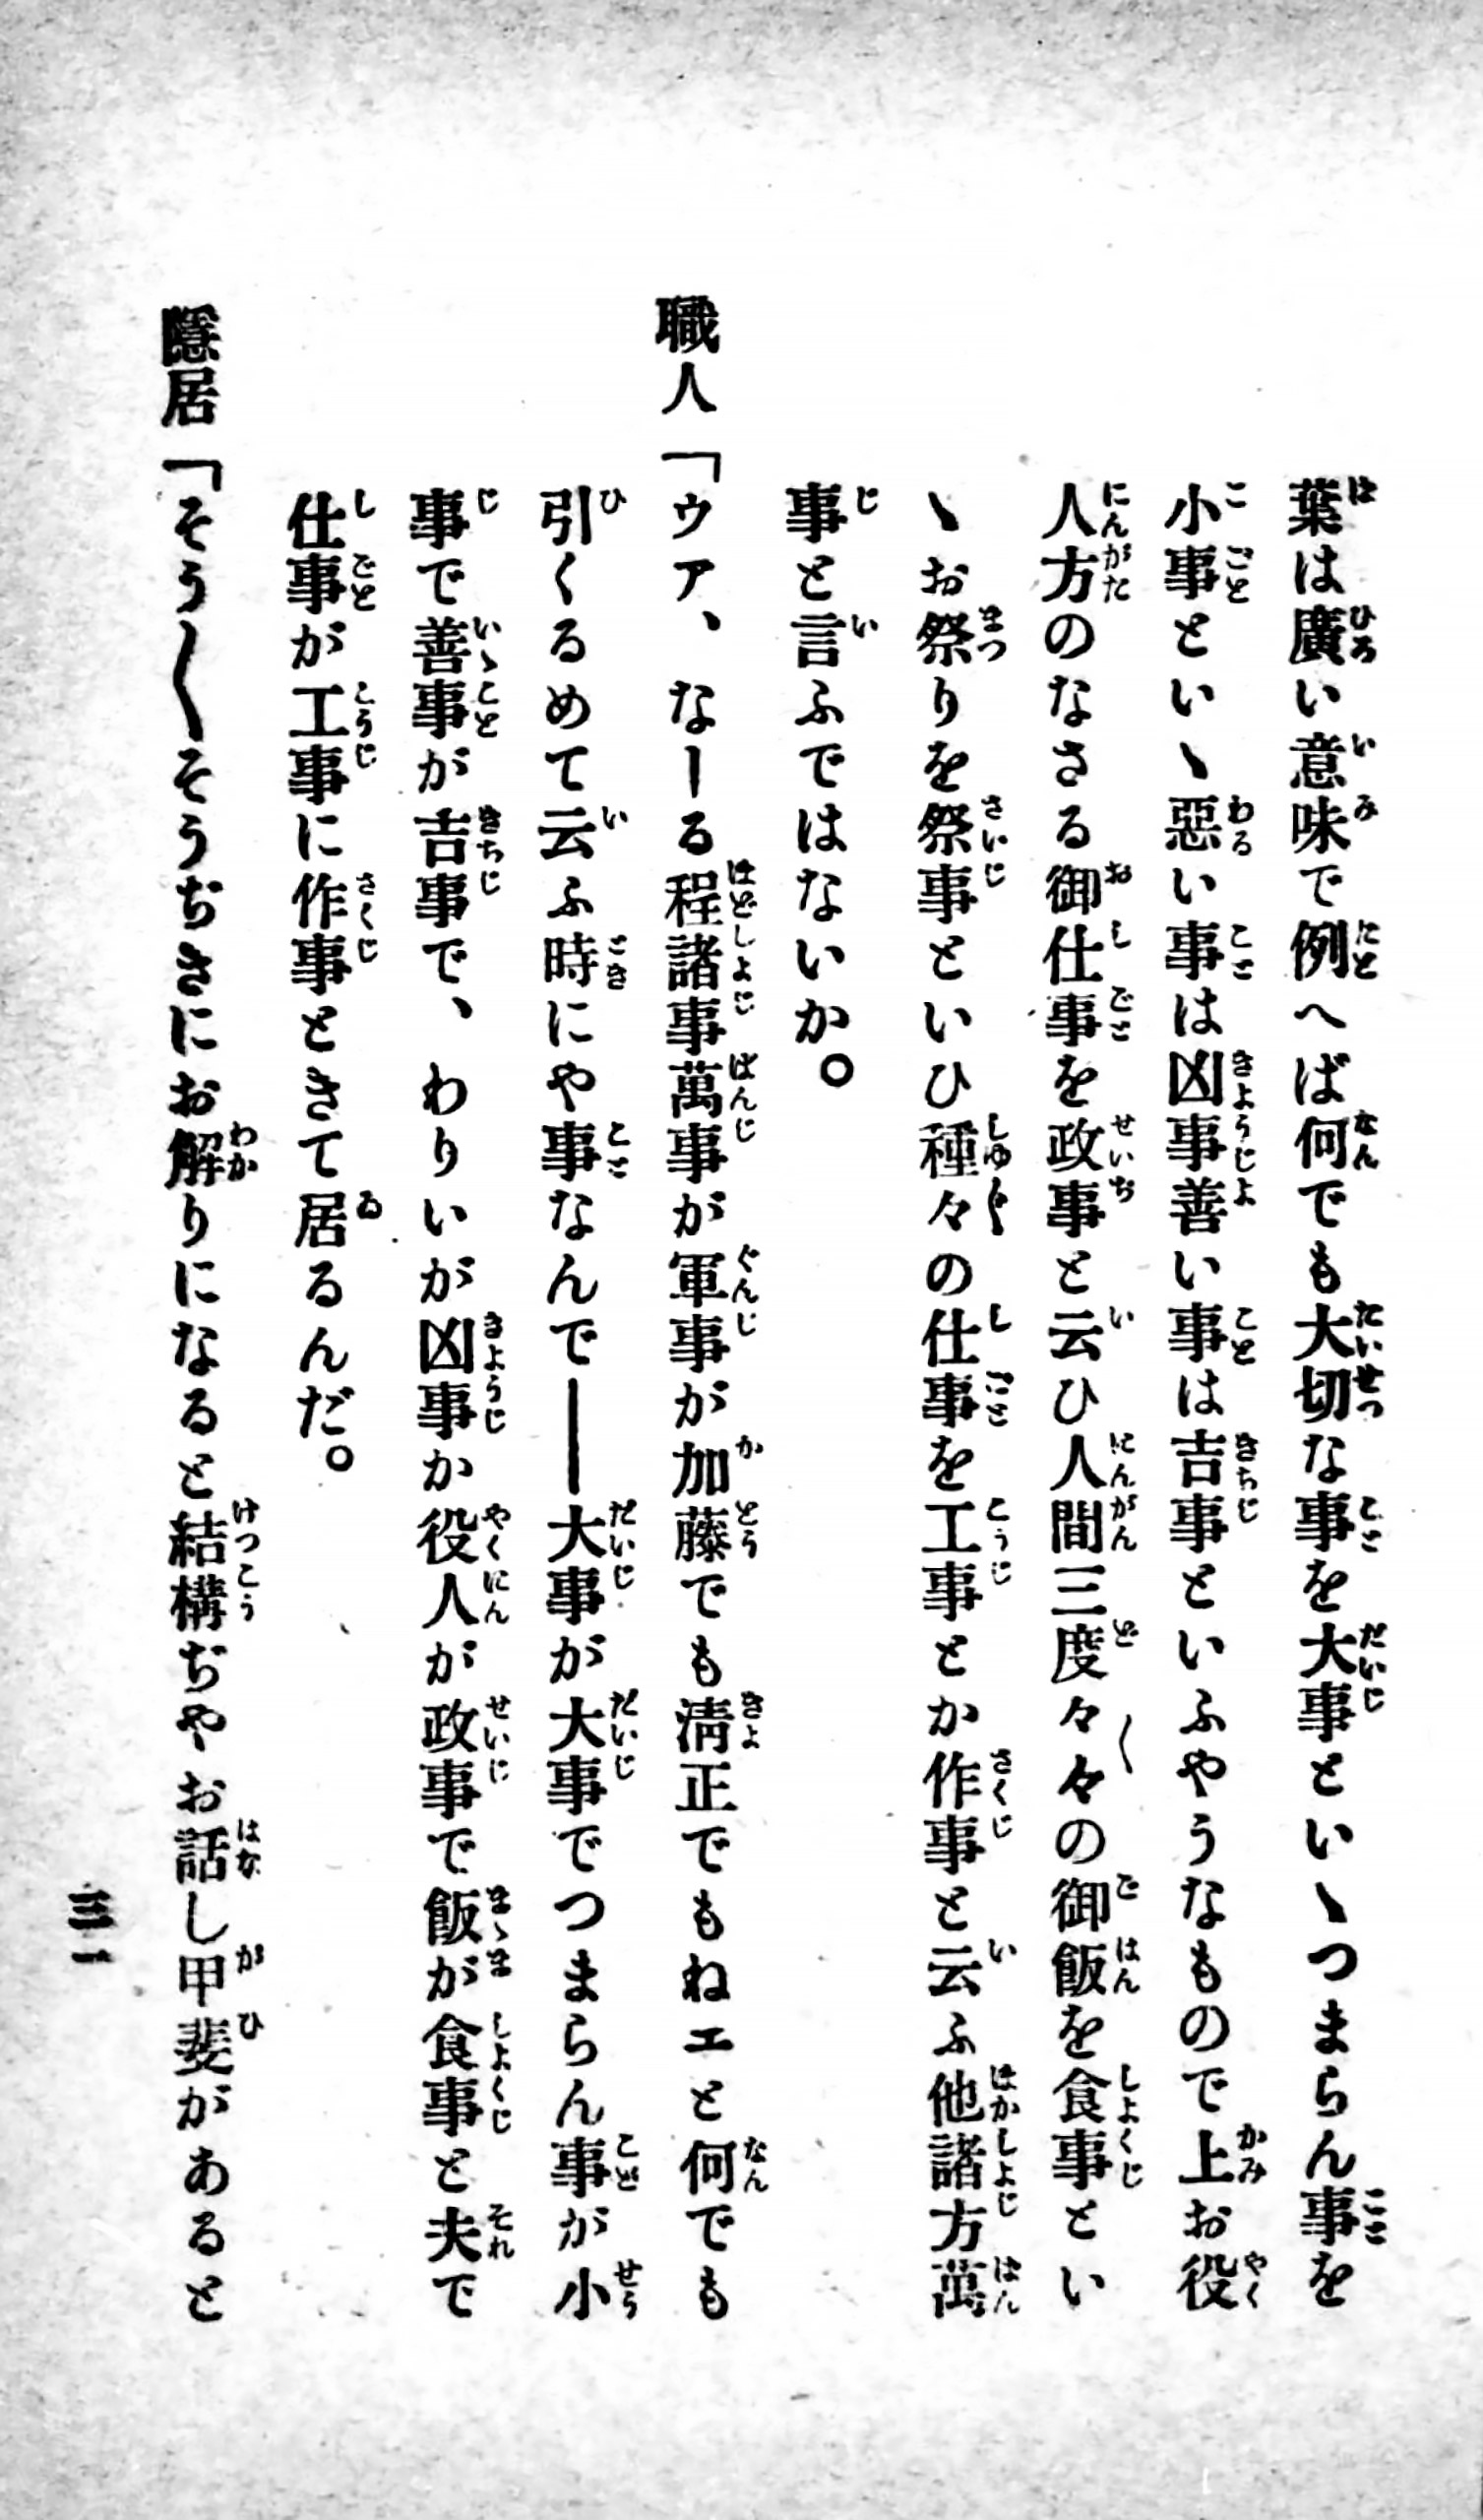 葉は廣い意味で例へば何でも大切な事を大事といゝつまらん事を
小事といゝ惡い事は凶事善い事は吉事といふやうなもので上お役
人方のなさる御仕事を政事と云ひ人間三度々々の御飯を食事とい
ゝお祭りを祭事といひ種々の仕事を工事とか作事と云ふ他諸方萬
事と言ふではないか。
職人「ウア、なーる程諸事萬事が軍事が加藤でも淸正でもねエと何でも
引くるめて云ふ時にや事なんで――大事が大事でつまらん事が小
事で善事が吉事で、わりいが凶事か役人が政事で飯が食事と夫で
仕事が工事に作事ときて居るんだ。
隱居「そう〳〵そうぢさにお解りになると結構ぢやお話し甲斐があると
三一